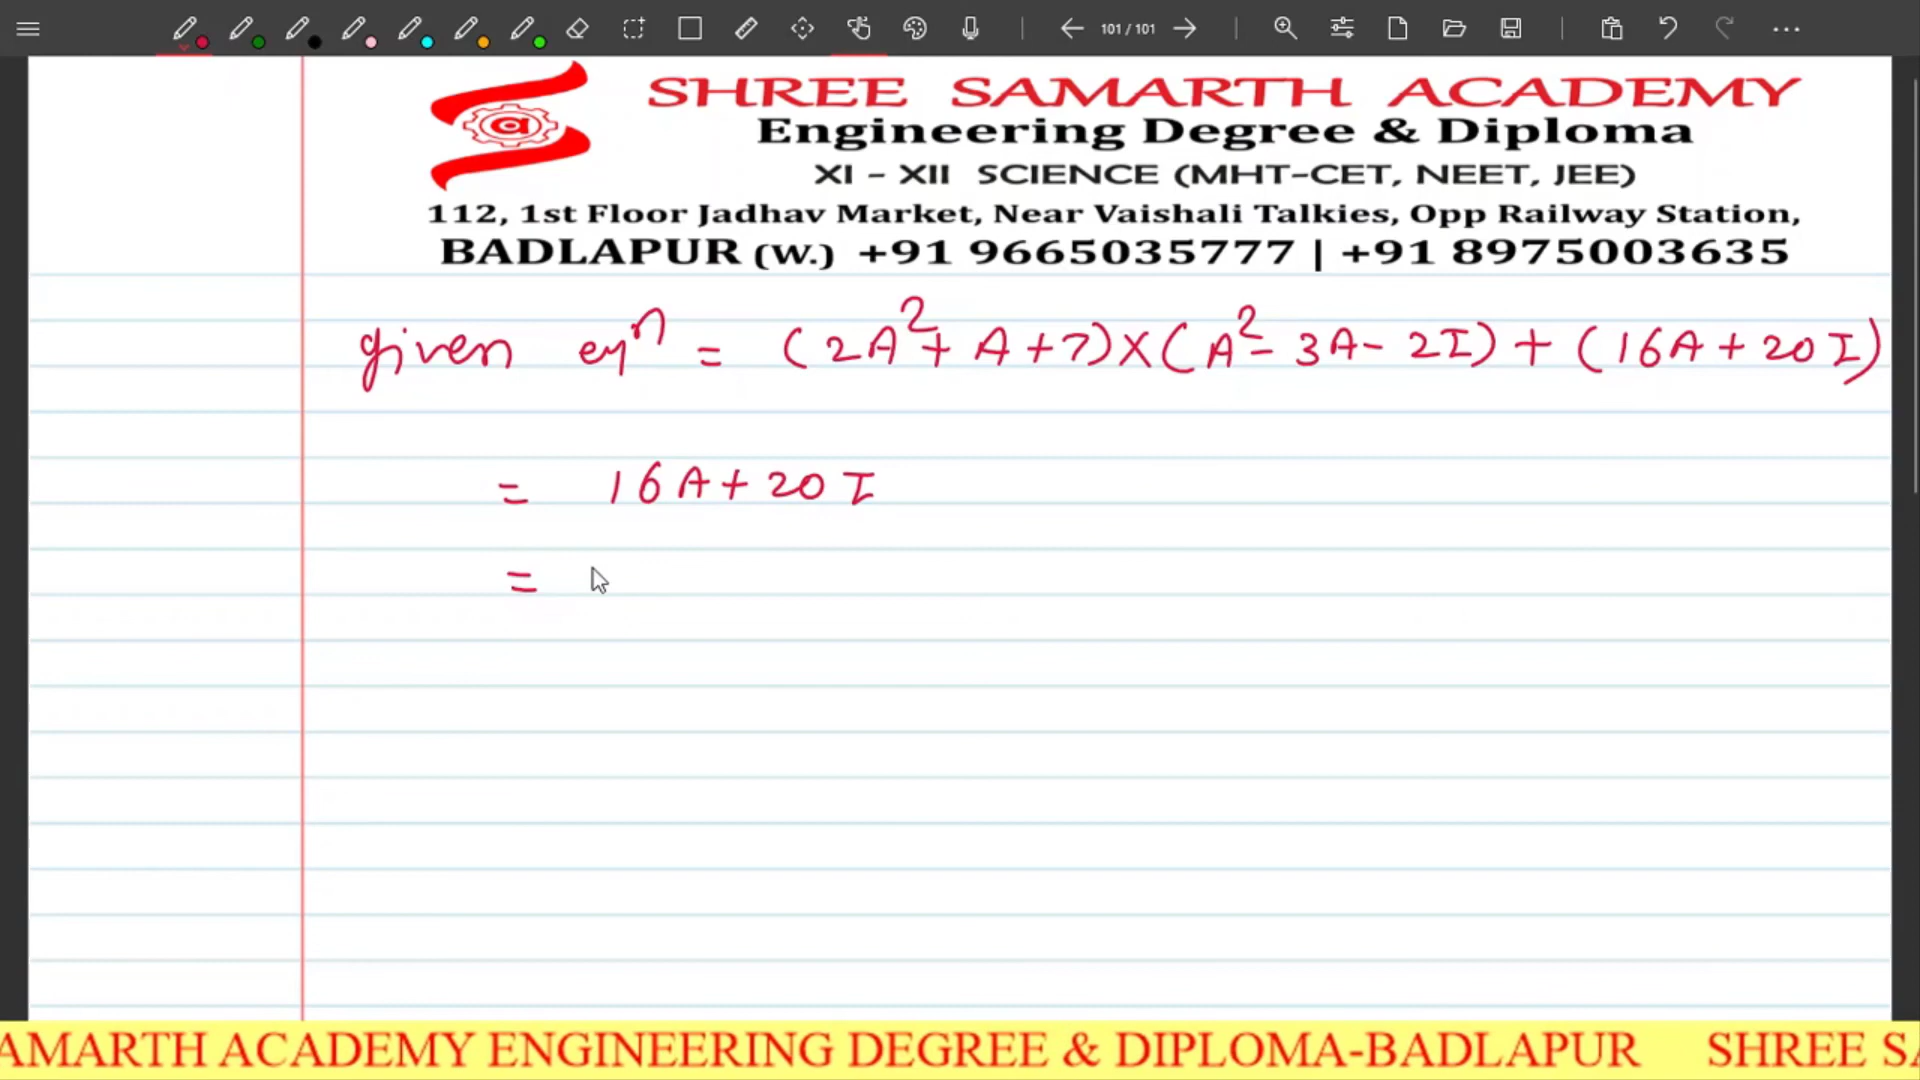 101 / 101
SHREE SAMARTH ACADEMY
Engineering Degree & Diploma
XI - XII SCIENCE (MHT-CET, NEET, JEE)
112, 1st Floor Jadhav Market, Near Vaishali Talkies, Opp Railway Station,
BADLAPUR (W.) +91 9665035777 | +91 8975003635
given eqⁿ = (2A² + A + 7) × (A² - 3A - 2I) + (16A + 20I)
= 16A + 20 I
=
AMARTH ACADEMY ENGINEERING DEGREE & DIPLOMA-BADLAPUR SHREE SA